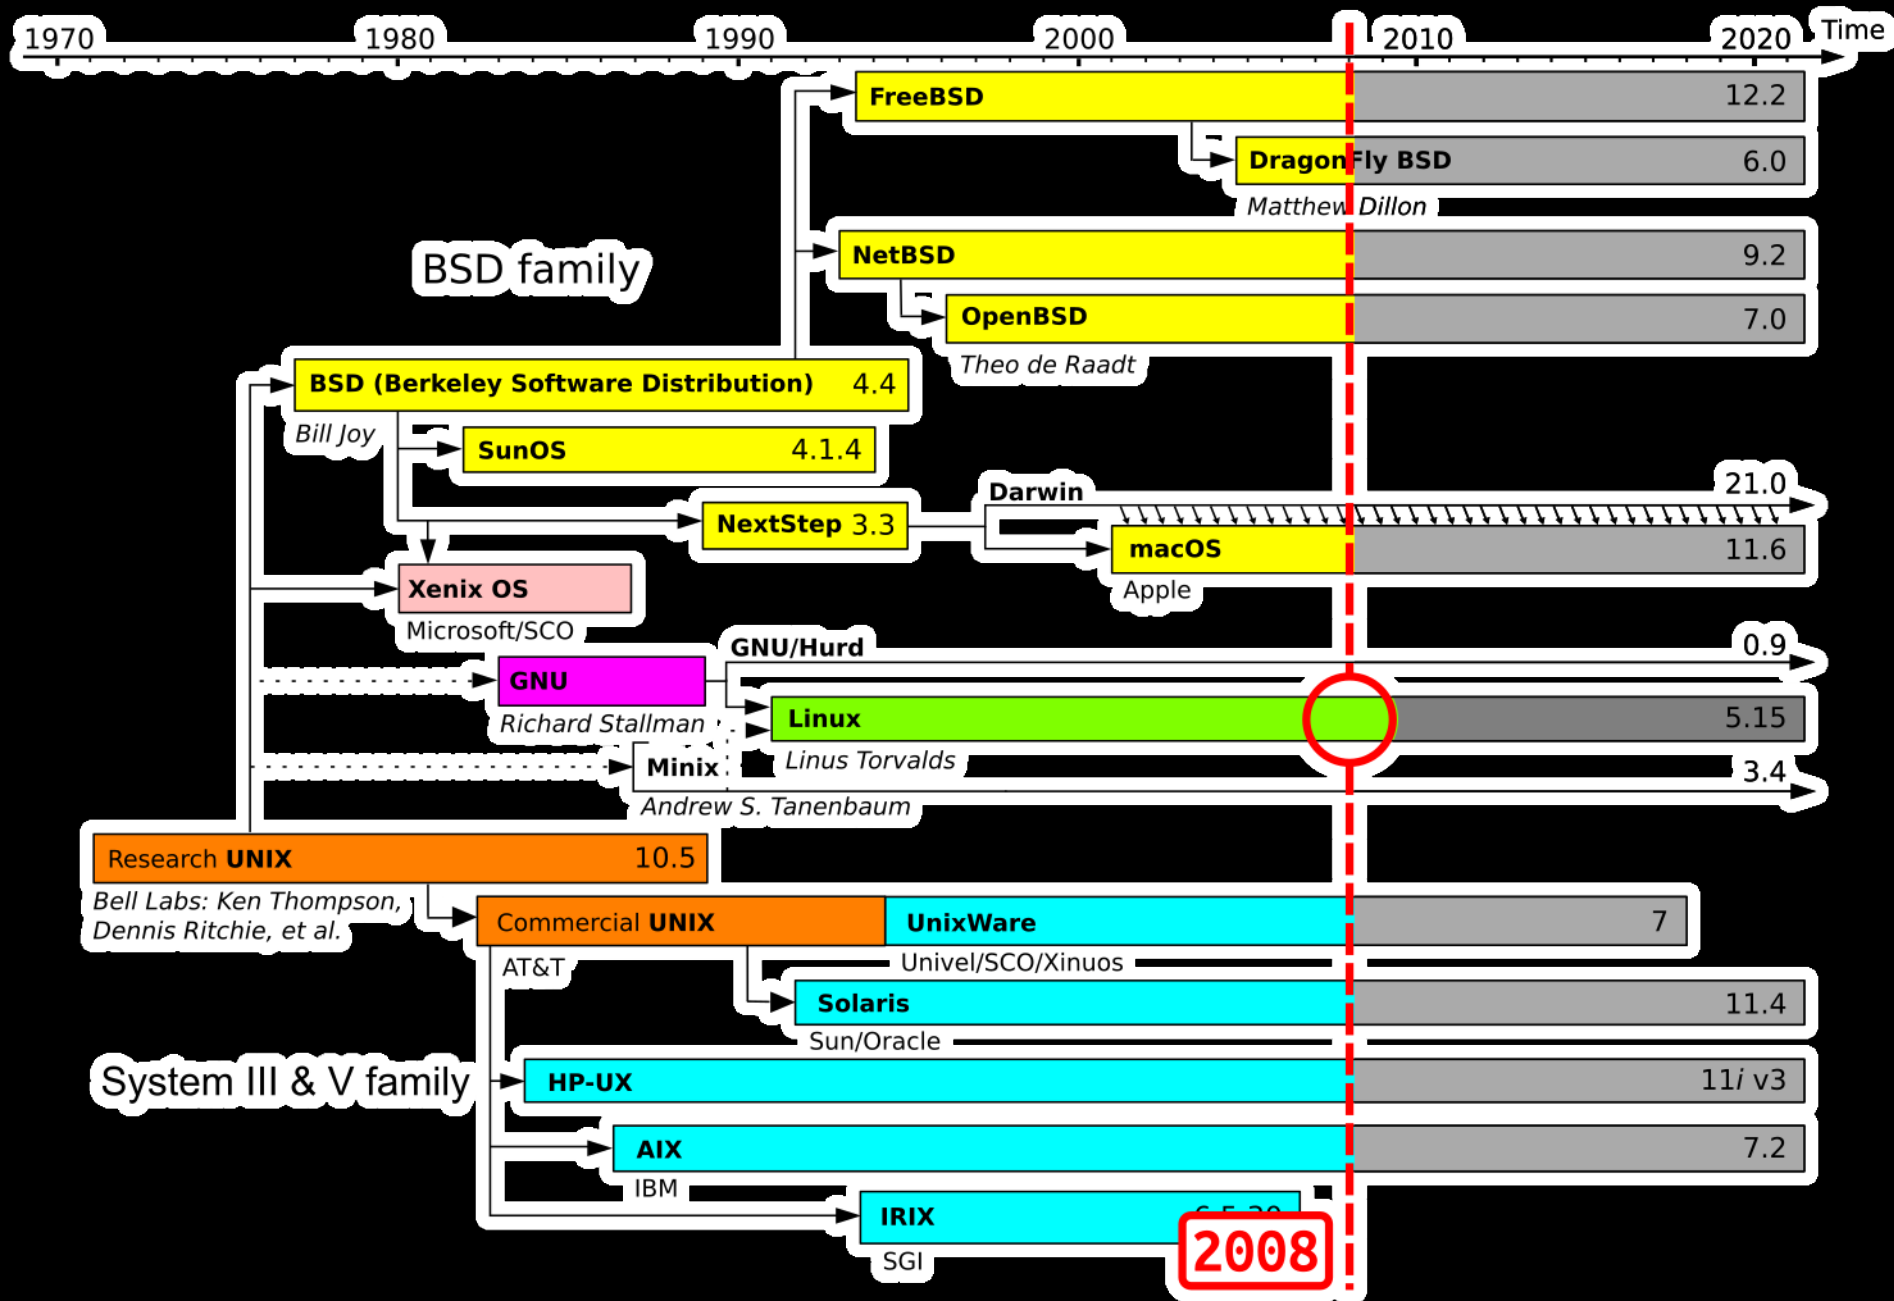 1970 1980 1990 2000 2010 2020 Time
FreeBSD 12.2
DragonFly BSD 6.0
Matthew Dillon
NetBSD 9.2
BSD family
OpenBSD 7.0
Theo de Raadt
BSD (Berkeley Software Distribution) 4.4
Bill Joy
SunOS 4.1.4
Darwin 21.0
NextStep 3.3
macOS 11.6
Apple
Xenix OS
Microsoft/SCO
GNU/Hurd 0.9
GNU
Richard Stallman
Linux 5.15
Linus Torvalds
Minix 3.4
Andrew S. Tanenbaum
Research UNIX 10.5
Bell Labs: Ken Thompson,
Dennis Ritchie, et al.
Commercial UNIX UnixWare 7
AT&T Univel/SCO/Xinuos
Solaris 11.4
Sun/Oracle
System III & V family
HP-UX 11i v3
AIX 7.2
IBM
IRIX
SGI
2008